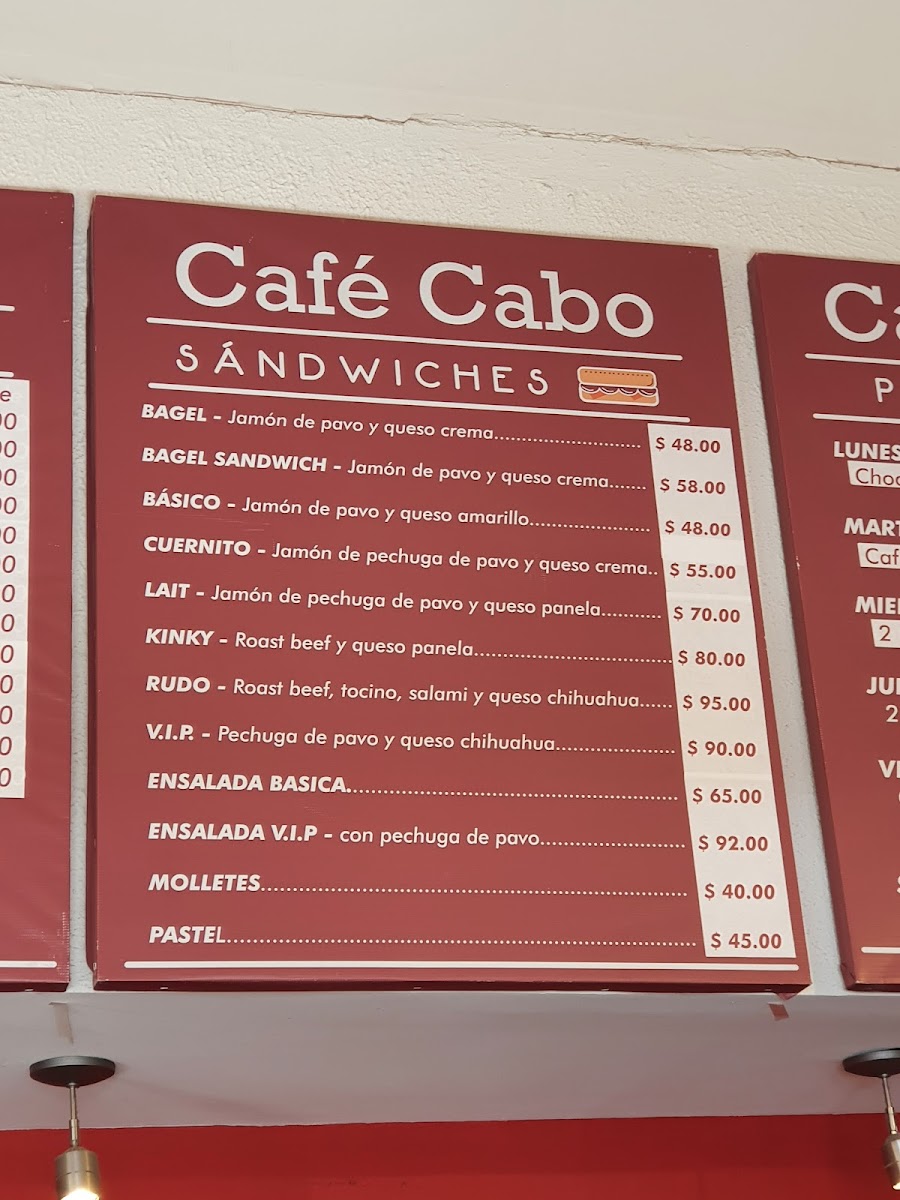 Café Cabo
SÁNDWICHES
BAGEL - Jamón de pavo y queso crema........................ $ 48.00
BAGEL SANDWICH - Jamón de pavo y queso crema....... $ 58.00
BÁSICO - Jamón de pavo y queso amarillo.................... $ 48.00
CUERNITO - Jamón de pechuga de pavo y queso crema.. $ 55.00
LAIT - Jamón de pechuga de pavo y queso panela.......... $ 70.00
KINKY - Roast beef y queso panela................................. $ 80.00
RUDO - Roast beef, tocino, salami y queso chihuahua...... $ 95.00
V.I.P. - Pechuga de pavo y queso chihuahua.................... $ 90.00
ENSALADA BASICA....................................................... $ 65.00
ENSALADA V.I.P - con pechuga de pavo........................ $ 92.00
MOLLETES....................................................................... $ 40.00
PASTEL.............................................................................. $ 45.00
LUNES